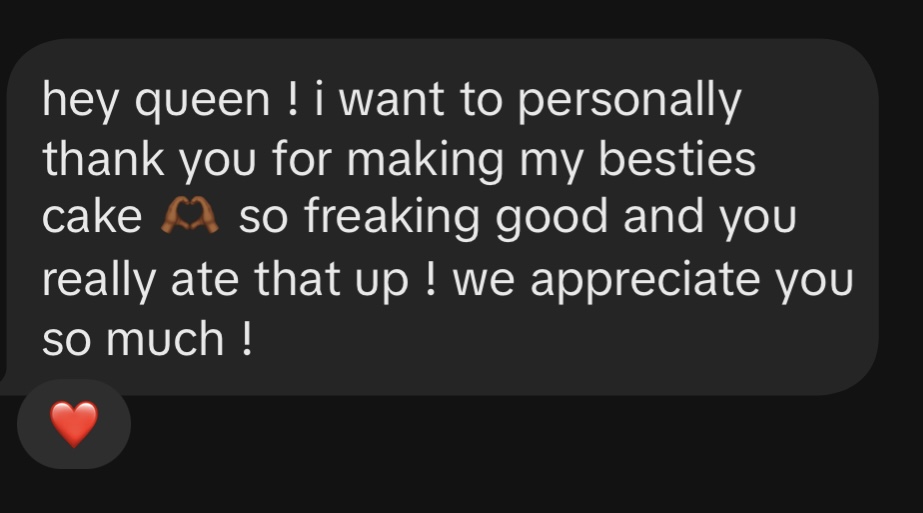 hey queen ! i want to personally
thank you for making my besties
cake 🫶🏾 so freaking good and you
really ate that up ! we appreciate you
so much !
❤️